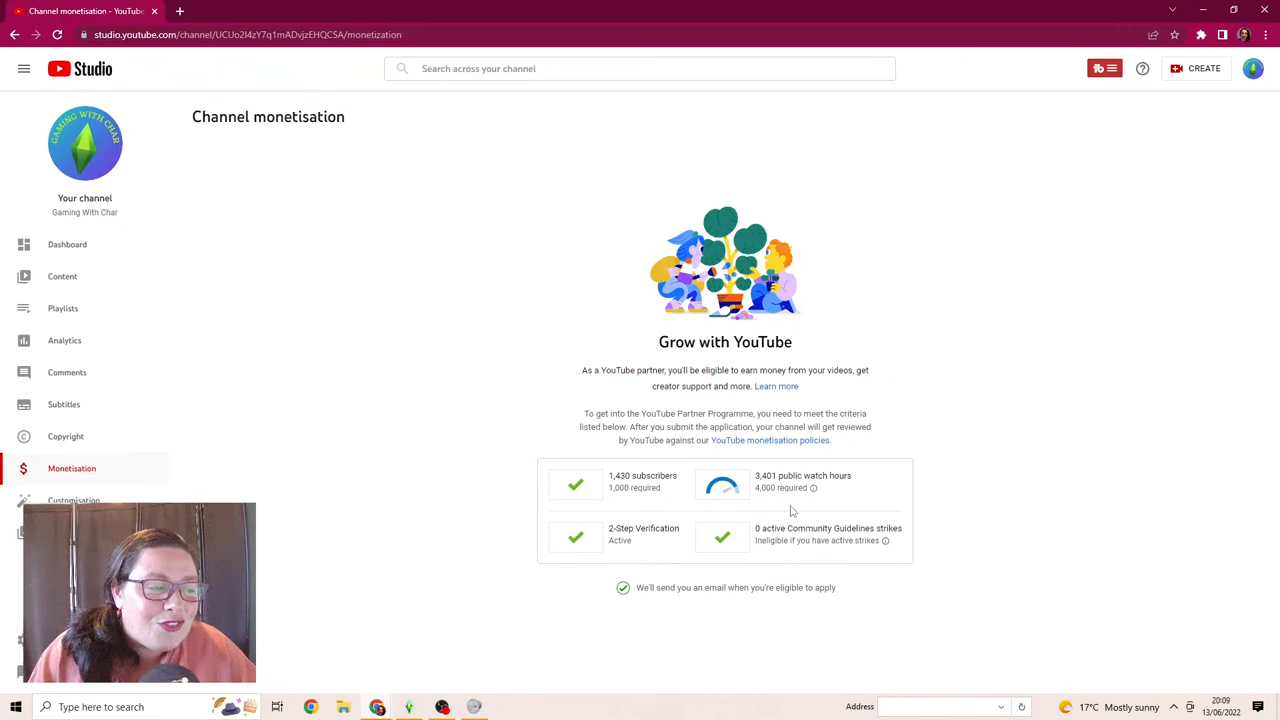 Channel monetisation - YouTube
studio.youtube.com/channel/UCUo2I4zY7q1mADvjzEHQC5A/monetization
Studio
Search across your channel
CREATE
GAMING WITH CHAR
Channel monetisation
Your channel
Gaming With Char
Dashboard
Content
Playlists
Analytics
Comments
Subtitles
Copyright
Monetisation
Customisation
Grow with YouTube
As a YouTube partner, you'll be eligible to earn money from your videos, get
creator support and more. Learn more
To get into the YouTube Partner Programme, you need to meet the criteria
listed below. After you submit the application, your channel will get reviewed
by YouTube against our YouTube monetisation policies.
1,430 subscribers
1,000 required
3,401 public watch hours
4,000 required
2-Step Verification
Active
0 active Community Guidelines strikes
Ineligible if you have active strikes
We'll send you an email when you're eligible to apply
Type here to search
Address
17°C Mostly sunny
20:09
13/06/2022